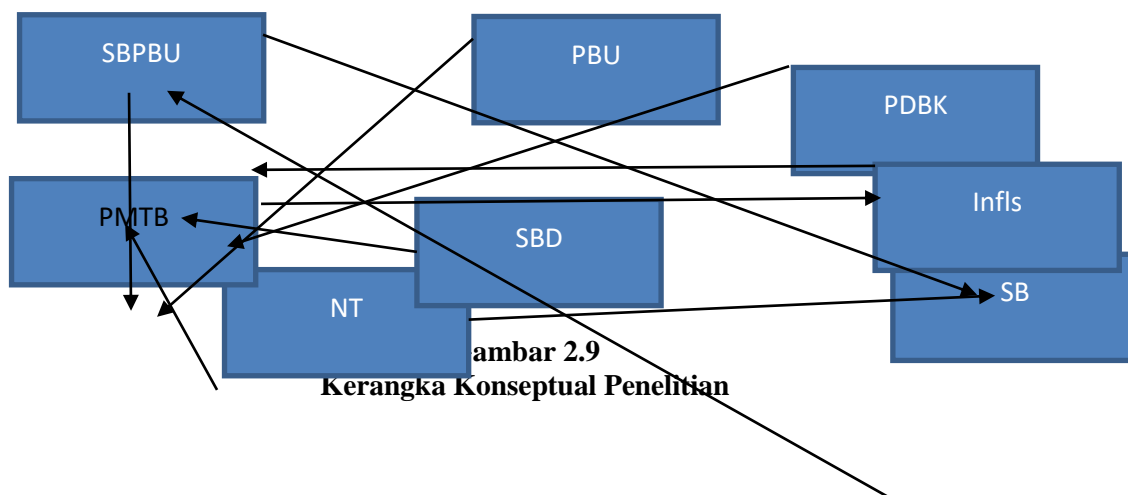 SBPBU
PBU
PDBK
PMTB
SBD
Infls
NT
SB
ambar 2.9
Kerangka Konseptual Penelitian